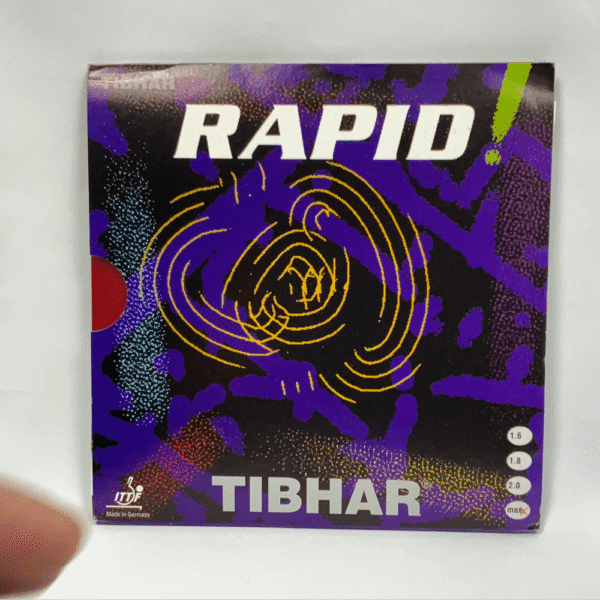 TIBHAR
RAPID!
1.6
1.8
2.0
max
TIBHAR®
ITTF
Made in Germany